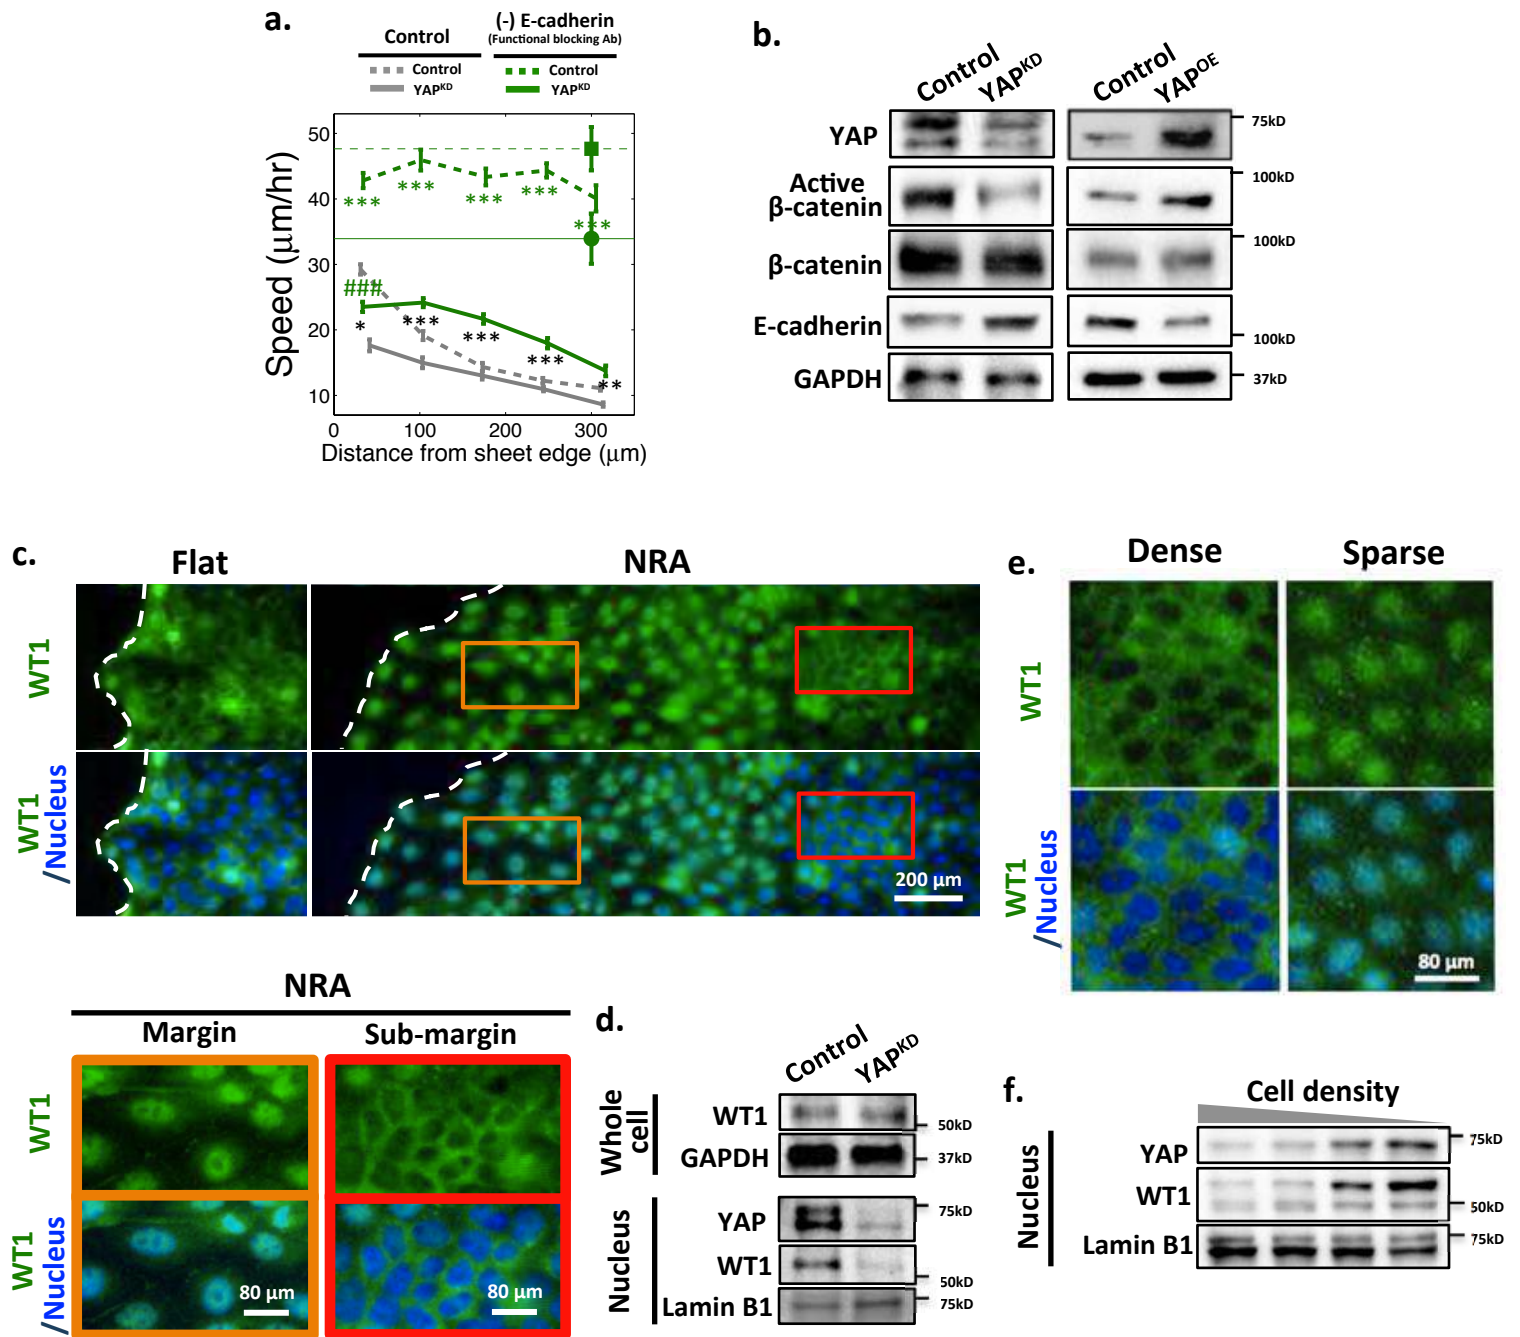 a.
Control
(-) E-cadherin
(Functional blocking Ab)
Control
YAPKD
Control
YAPKD
Speed (μm/hr)
50
40
30
20
10
***
***
***
***
***
###
*
***
***
***
**
0
100
200
300
Distance from sheet edge (μm)
b.
Control
YAPKD
Control
YAPOE
YAP
75kD
Active
β-catenin
100kD
β-catenin
100kD
E-cadherin
100kD
GAPDH
37kD
c.
Flat
NRA
WT1
WT1
/Nucleus
200 μm
NRA
Margin
Sub-margin
WT1
WT1
/Nucleus
80 μm
80 μm
d.
Control
YAPKD
Whole
cell
WT1
50kD
GAPDH
37kD
Nucleus
YAP
75kD
WT1
50kD
Lamin B1
75kD
e.
Dense
Sparse
WT1
WT1
/Nucleus
80 μm
f.
Cell density
Nucleus
YAP
75kD
WT1
50kD
Lamin B1
75kD